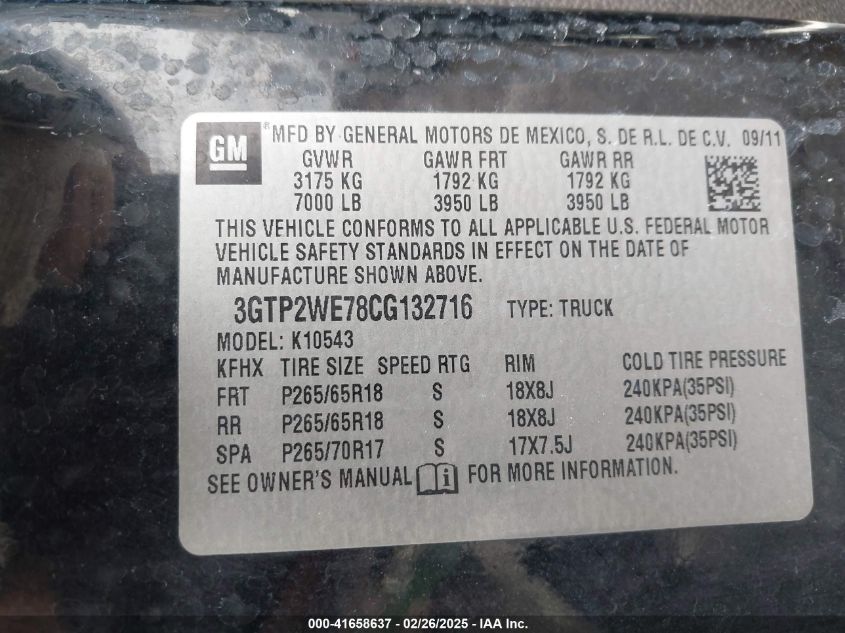 GM ® MFD BY GENERAL MOTORS DE MEXICO, S. DE R.L. DE C.V. 09/11
GVWR GAWR FRT GAWR RR
3175 KG 1792 KG 1792 KG
7000 LB 3950 LB 3950 LB
THIS VEHICLE CONFORMS TO ALL APPLICABLE U.S. FEDERAL MOTOR
VEHICLE SAFETY STANDARDS IN EFFECT ON THE DATE OF
MANUFACTURE SHOWN ABOVE.
3GTP2WE78CG132716 TYPE: TRUCK
MODEL: K10543
KFHX TIRE SIZE SPEED RTG RIM COLD TIRE PRESSURE
FRT P265/65R18 S 18X8J 240KPA(35PSI)
RR P265/65R18 S 18X8J 240KPA(35PSI)
SPA P265/70R17 S 17X7.5J 240KPA(35PSI)
SEE OWNER'S MANUAL i FOR MORE INFORMATION.
000-41658637 - 02/26/2025 - IAA Inc.